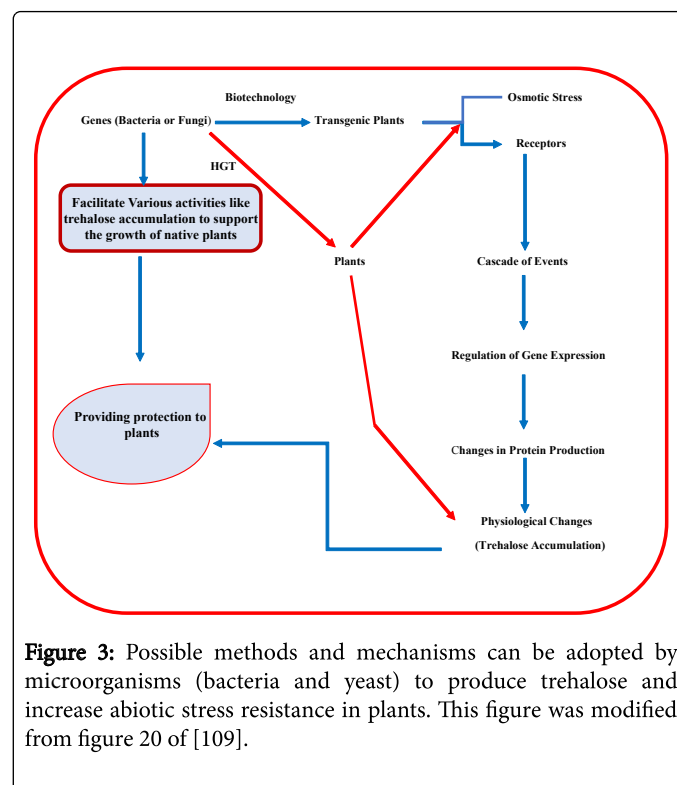 Biotechnology
Osmotic Stress
Genes (Bacteria or Fungi)
Transgenic Plants
Receptors
HGT
Facilitate Various activities like
trehalose accumulation to support
the growth of native plants
Plants
Cascade of Events
Regulation of Gene Expression
Providing protection to
plants
Changes in Protein Production
Physiological Changes
(Trehalose Accumulation)
Figure 3: Possible methods and mechanisms can be adopted by
microorganisms (bacteria and yeast) to produce trehalose and
increase abiotic stress resistance in plants. This figure was modified
from figure 20 of [109].